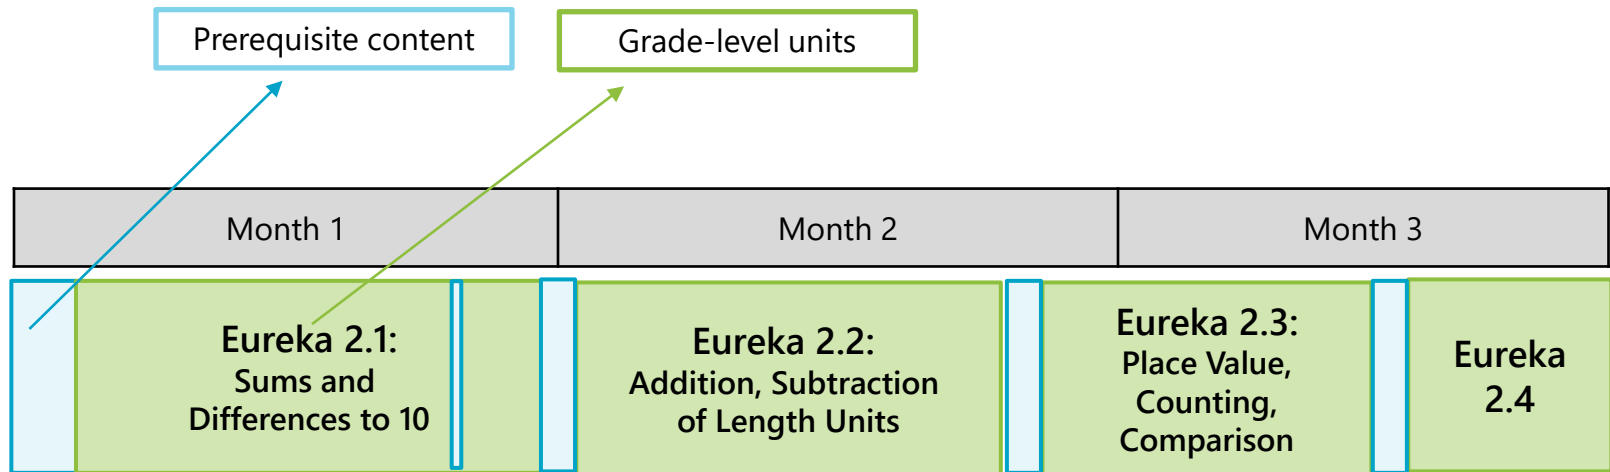 Prerequisite content
Grade-level units
Month 1
Month 2
Month 3
Eureka 2.1:
Sums and
Differences to 10
Eureka 2.2:
Addition, Subtraction
of Length Units
Eureka 2.3:
Place Value,
Counting,
Comparison
Eureka
2.4